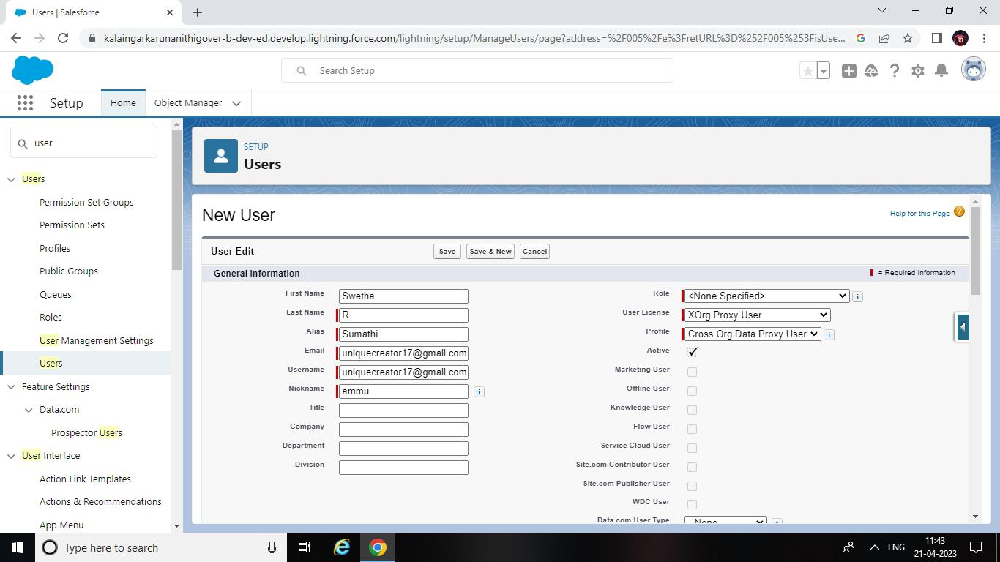 Users | Salesforce
kalaingarkarunanithigover-b-dev-ed.develop.lightning.force.com/lightning/setup/ManageUsers/page?address=%2F005%2Fe%3FretURL%3D%252F005%253FisUse...
10
Search Setup
Setup
Home
Object Manager
user
Users
Permission Set Groups
Permission Sets
Profiles
Public Groups
Queues
Roles
User Management Settings
Users
Feature Settings
Data.com
Prospector Users
User Interface
Action Link Templates
Actions & Recommendations
App Menu
SETUP
Users
New User
Help for this Page ?
User Edit
Save
Save & New
Cancel
General Information
= Required Information
First Name Swetha
Last Name R
Alias Sumathi
Email uniquecreator17@gmail.com
Username uniquecreator17@gmail.com
Nickname ammu
Title
Company
Department
Division
Role <None Specified>
User License XOrg Proxy User
Profile Cross Org Data Proxy User
Active
Marketing User
Offline User
Knowledge User
Flow User
Service Cloud User
Site.com Contributor User
Site.com Publisher User
WDC User
Data.com User Type --None--
Type here to search
ENG
11:43
21-04-2023